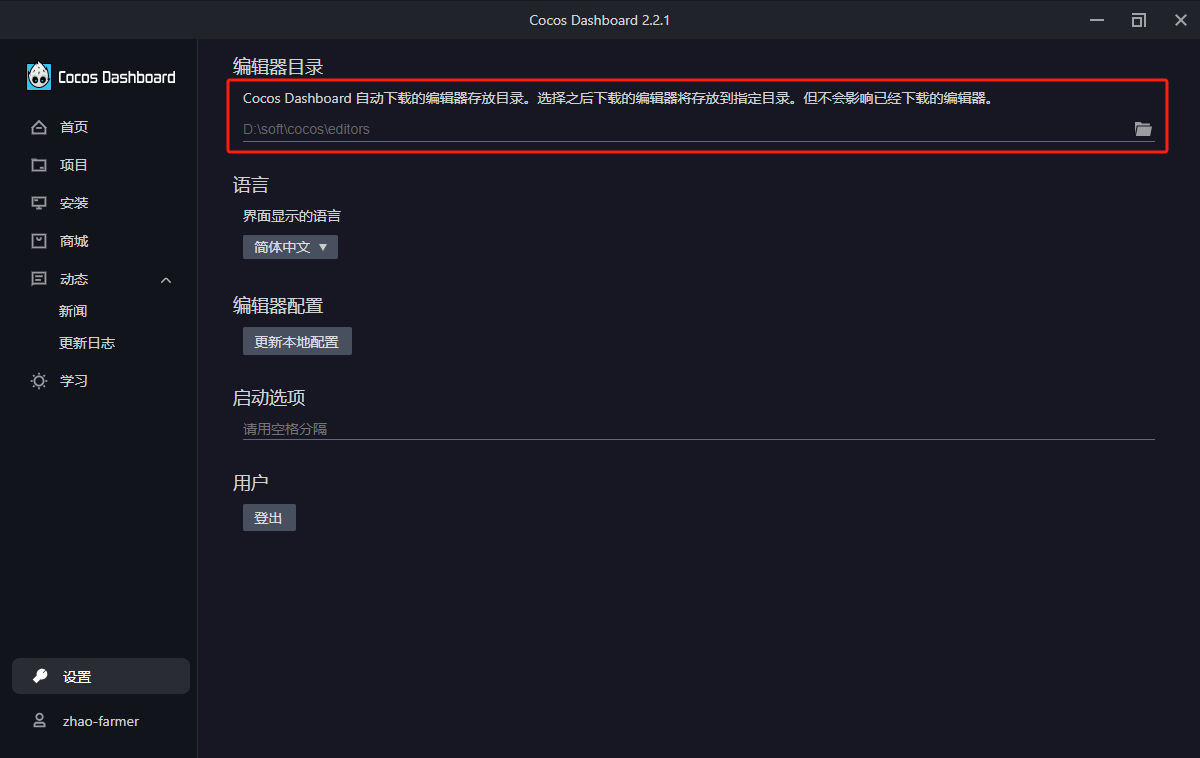 Cocos Dashboard 2.2.1
Cocos Dashboard
首页
项目
安装
商城
动态
新闻
更新日志
学习
设置
zhao-farmer
编辑器目录
Cocos Dashboard 自动下载的编辑器存放目录。选择之后下载的编辑器将存放到指定目录。但不会影响已经下载的编辑器。
D:\soft\cocos\editors
语言
界面显示的语言
简体中文 ▼
编辑器配置
更新本地配置
启动选项
请用空格分隔
用户
登出